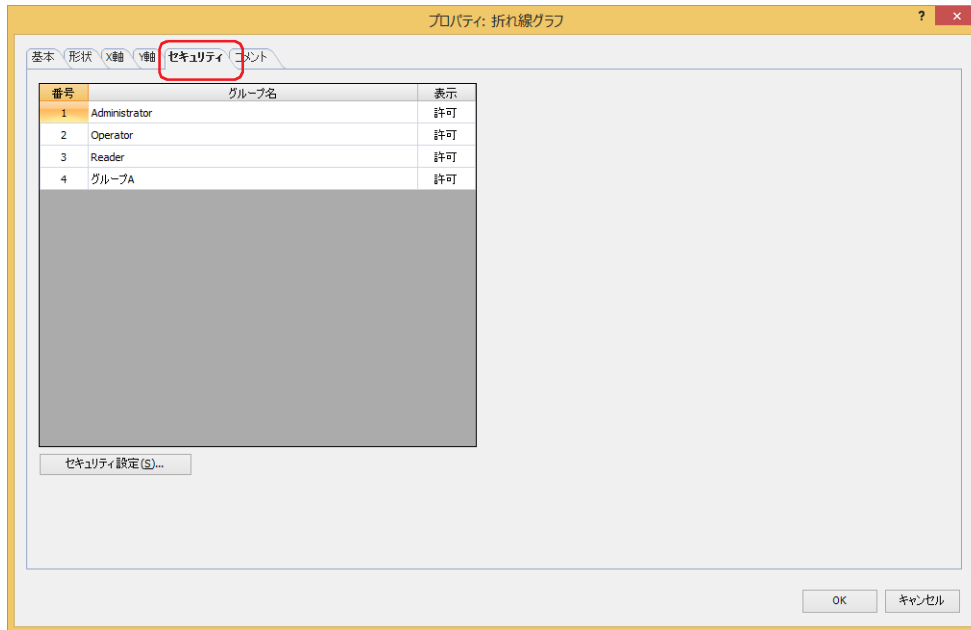 プロパティ: 折れ線グラフ
? ×
基本 形状 X軸 Y軸 セキュリティ コメント
番号 グループ名 表示
1 Administrator 許可
2 Operator 許可
3 Reader 許可
4 グループA 許可
セキュリティ設定(S)...
OK キャンセル